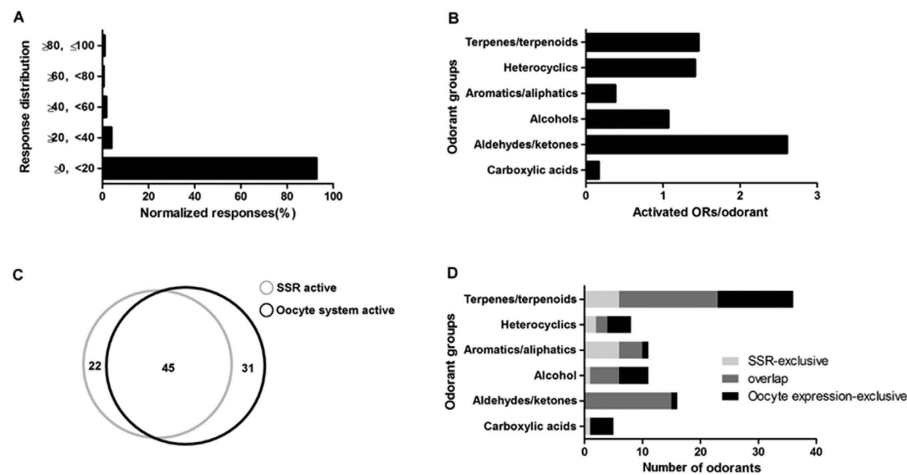 A
Response distribution
≥80, ≤100
≥60, <80
≥40, <60
≥20, <40
≥0, <20
0 20 40 60 80 100
Normalized responses(%)
B
Odorant groups
Terpenes/terpenoids
Heterocyclics
Aromatics/aliphatics
Alcohols
Aldehydes/ketones
Carboxylic acids
0 1 2 3
Activated ORs/odorant
C
SSR active
Oocyte system active
22 45 31
D
Odorant groups
Terpenes/terpenoids
Heterocyclics
Aromatics/aliphatics
Alcohol
Aldehydes/ketones
Carboxylic acids
SSR-exclusive
overlap
Oocyte expression-exclusive
0 10 20 30 40
Number of odorants